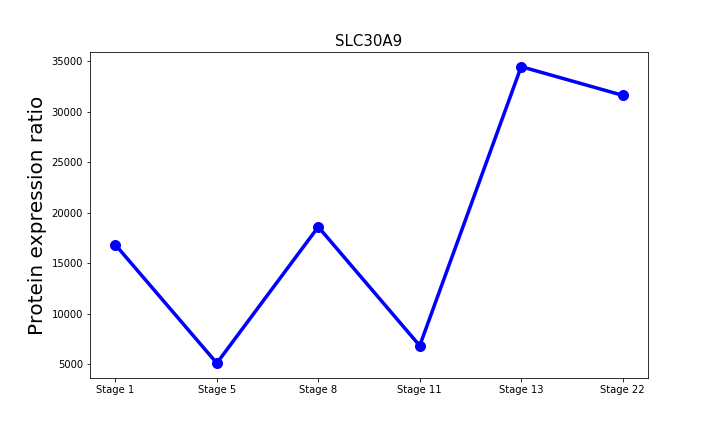 SLC30A9
Protein expression ratio
35000
30000
25000
20000
15000
10000
5000
Stage 1 Stage 5 Stage 8 Stage 11 Stage 13 Stage 22